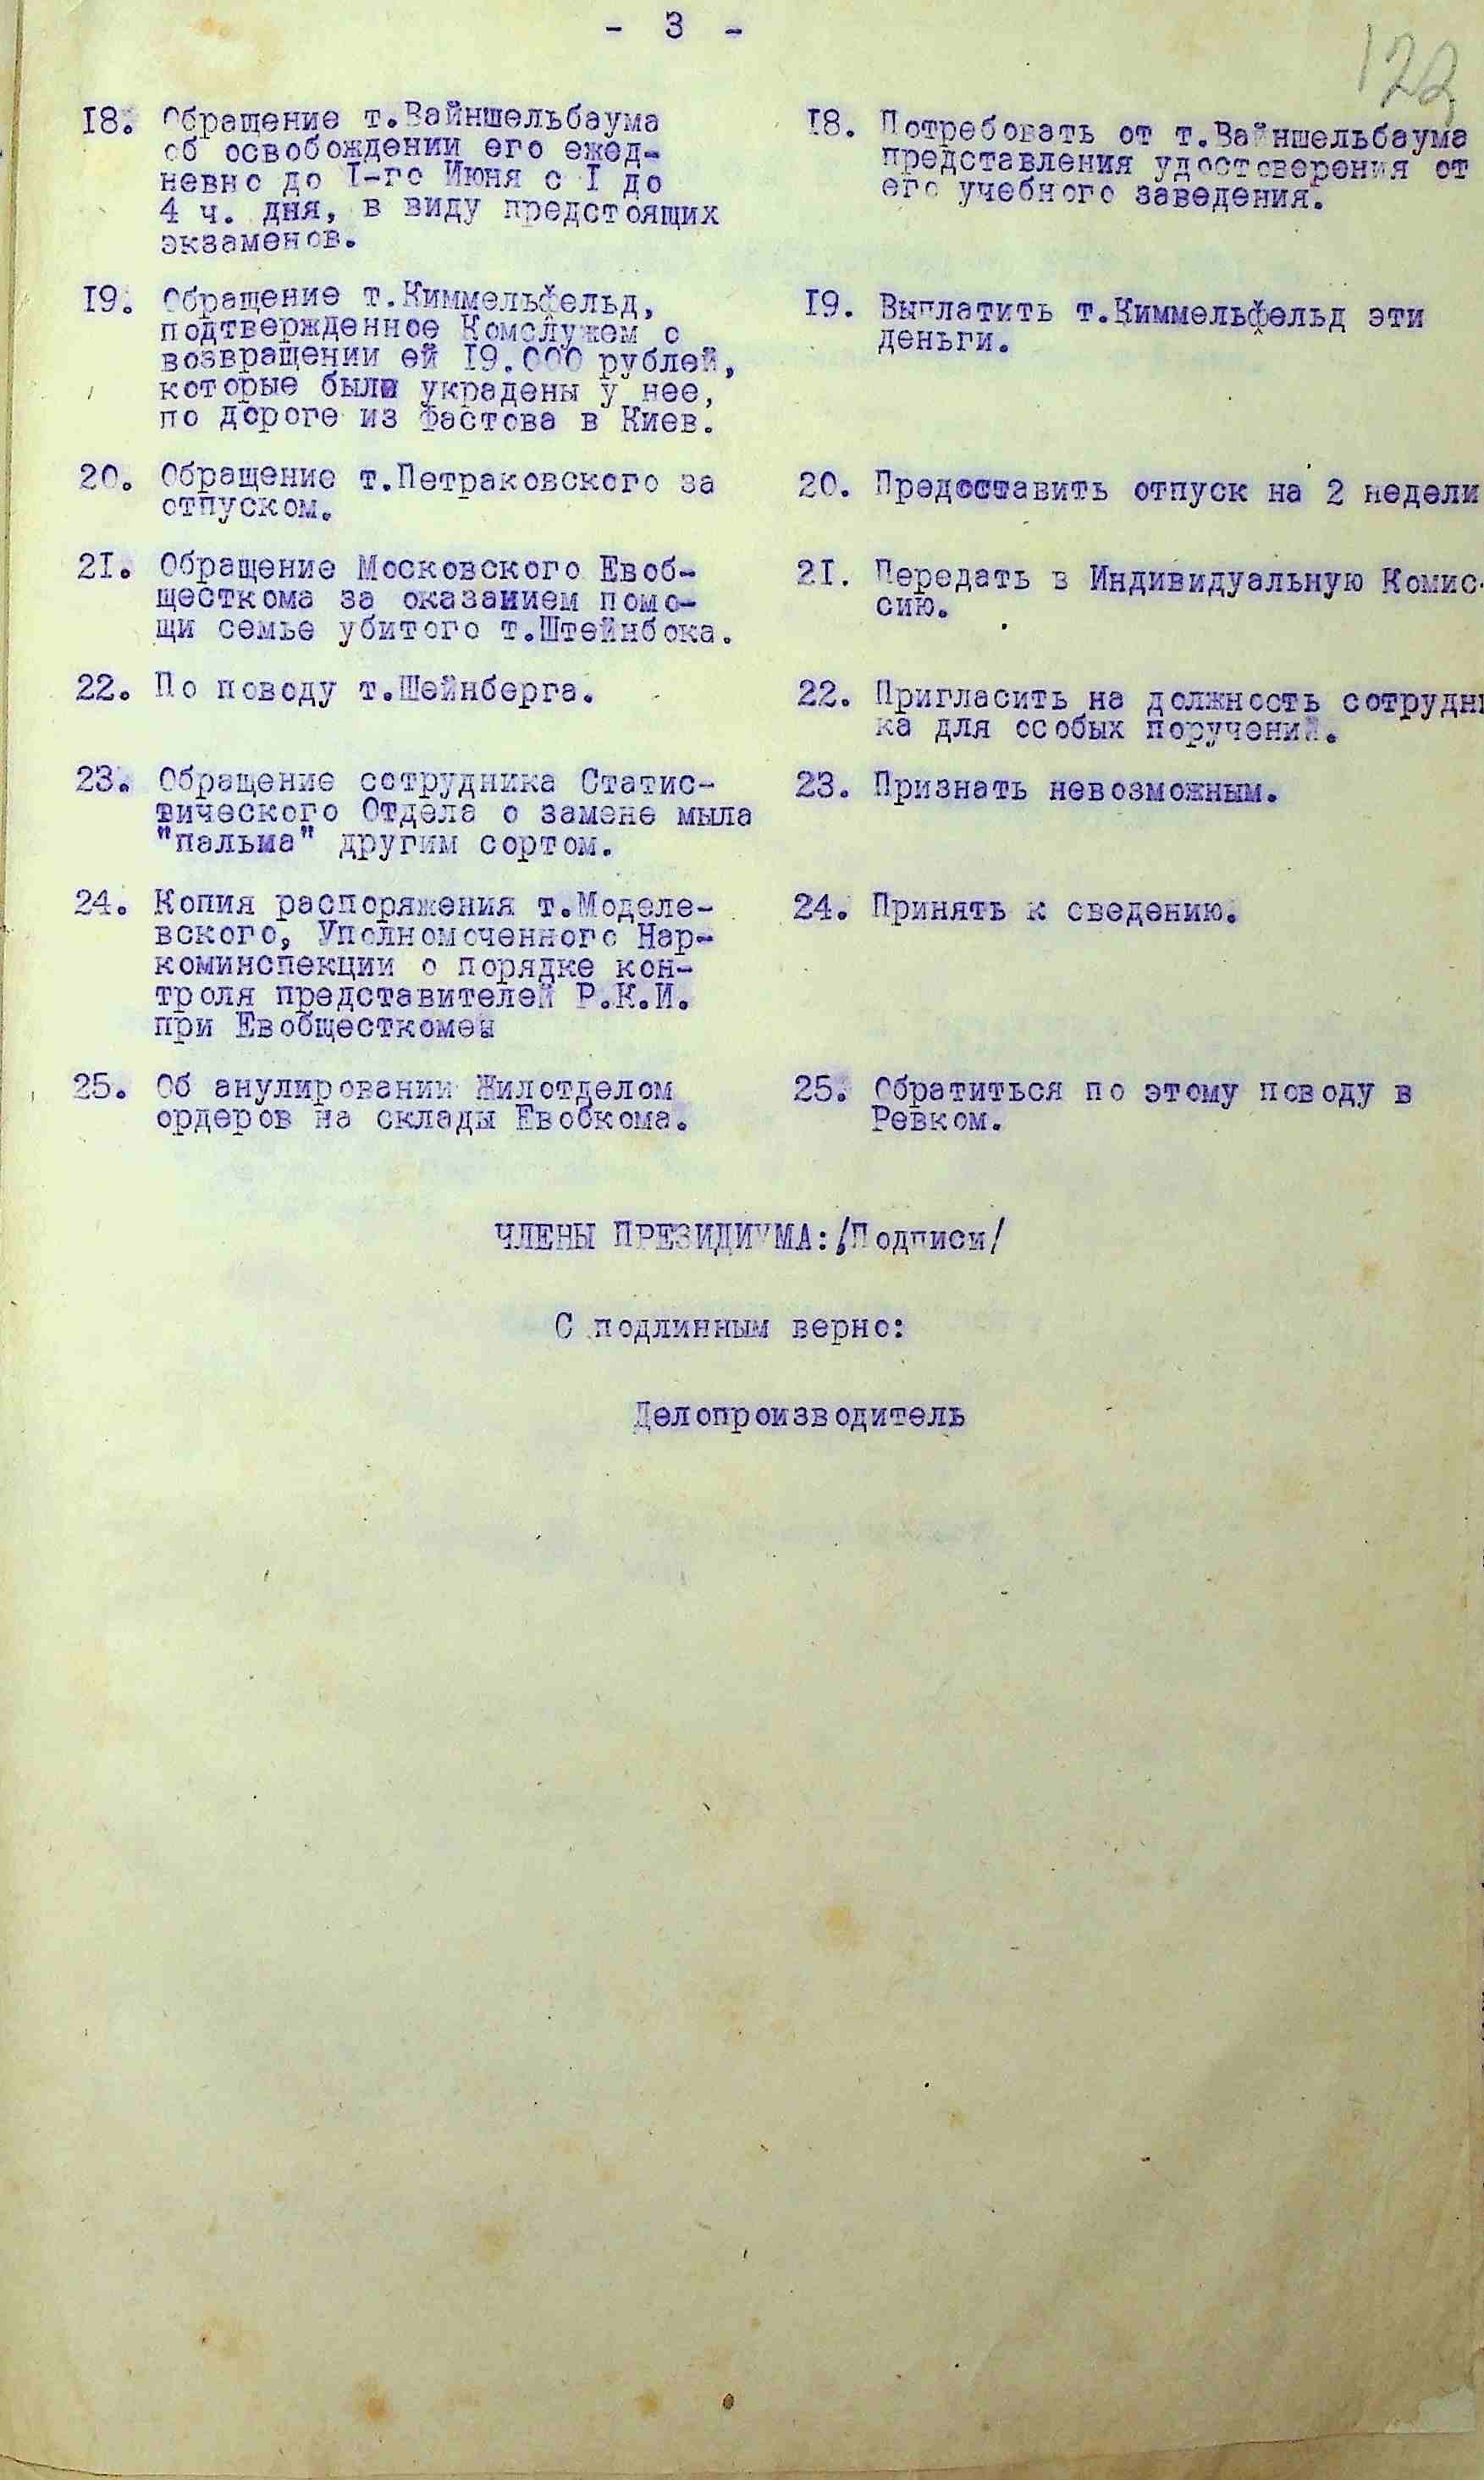 - 3 -
122
18. Обращение т.Вайншельбаума
об освобождении его ежед-
невно до I-го Июня с I до
4 ч. дня, в виду предстоящих
экзаменов.
18. Потребовать от т.Вайншельбаума
представления удостоверения от
его учебного заведения.
19. Обращение т.Киммельфельд,
подтвержденное Комслужем о
возвращении ей 19.000 рублей,
которые были украдены у нее,
по дороге из Фастова в Киев.
19. Выплатить т.Киммельфельд эти
деньги.
20. Обращение т.Петраковского за
отпуском.
20. Предоставить отпуск на 2 недели
21. Обращение Московского Евоб-
щесткома за оказанием помо-
щи семье убитого т.Штейнбока.
21. Передать в Индивидуальную Комис-
сию.
22. По поводу т.Шейнберга.
22. Пригласить на должность сотрудни
ка для особых поручений.
23. Обращение сотрудника Статис-
тического Отдела о замене мыла
"пальма" другим сортом.
23. Признать невозможным.
24. Копия распоряжения т.Моделе-
вского, Уполномоченного Нар-
коминспекции о порядке кон-
троля представителей Р.К.И.
при Евобщесткомеы
24. Принять к сведению.
25. Об анулировании Жилотделом
ордеров на склады Евобкома.
25. Обратиться по этому поводу в
Ревком.
ЧЛЕНЫ ПРЕЗИДИУМА:/Подписи/
С подлинным верно:
Делопроизводитель